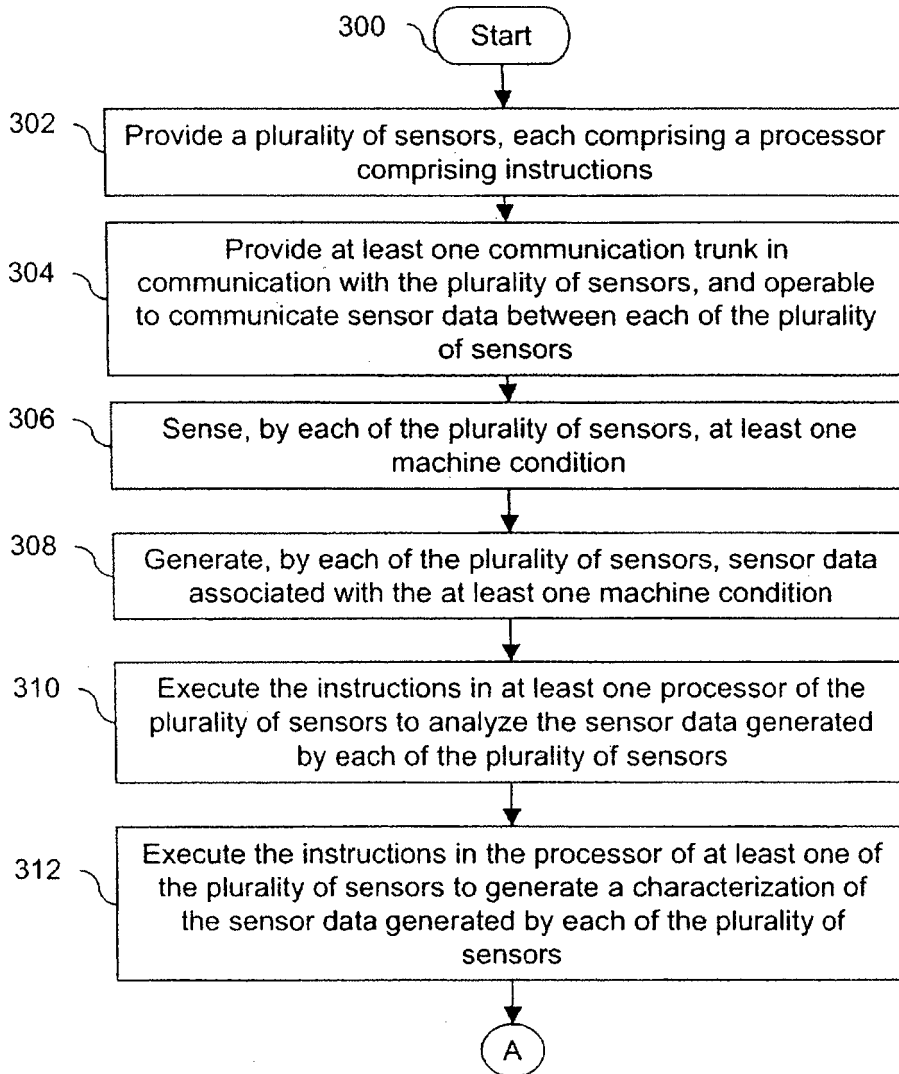 300
Start
302
Provide a plurality of sensors, each comprising a processor
comprising instructions
304
Provide at least one communication trunk in
communication with the plurality of sensors, and operable
to communicate sensor data between each of the plurality
of sensors
306
Sense, by each of the plurality of sensors, at least one
machine condition
308
Generate, by each of the plurality of sensors, sensor data
associated with the at least one machine condition
310
Execute the instructions in at least one processor of the
plurality of sensors to analyze the sensor data generated
by each of the plurality of sensors
312
Execute the instructions in the processor of at least one of
the plurality of sensors to generate a characterization of
the sensor data generated by each of the plurality of
sensors
A